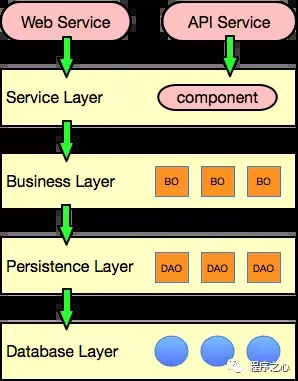 Web Service
API Service
Service Layer
component
Business Layer
BO BO BO
Persistence Layer
DAO DAO DAO
Database Layer
程序之心